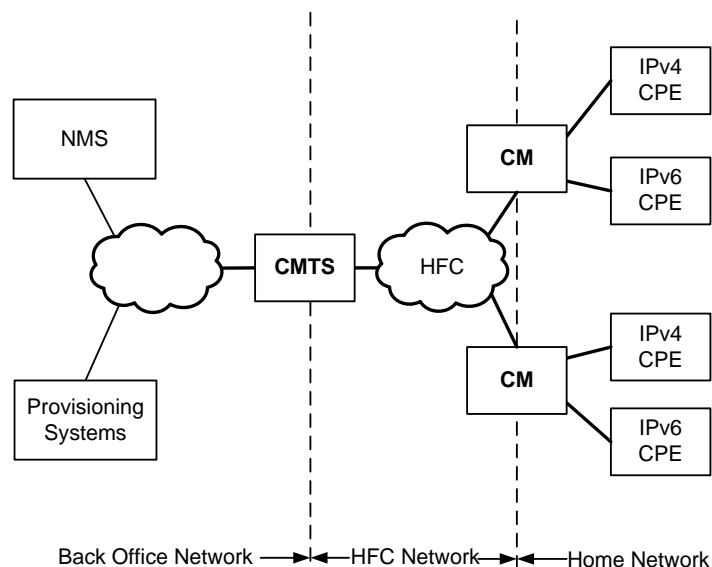 IPv4
CPE
NMS
CM
IPv6
CPE
CMTS
HFC
IPv4
CPE
CM
Provisioning
Systems
IPv6
CPE
Back Office Network
HFC Network
Home Network